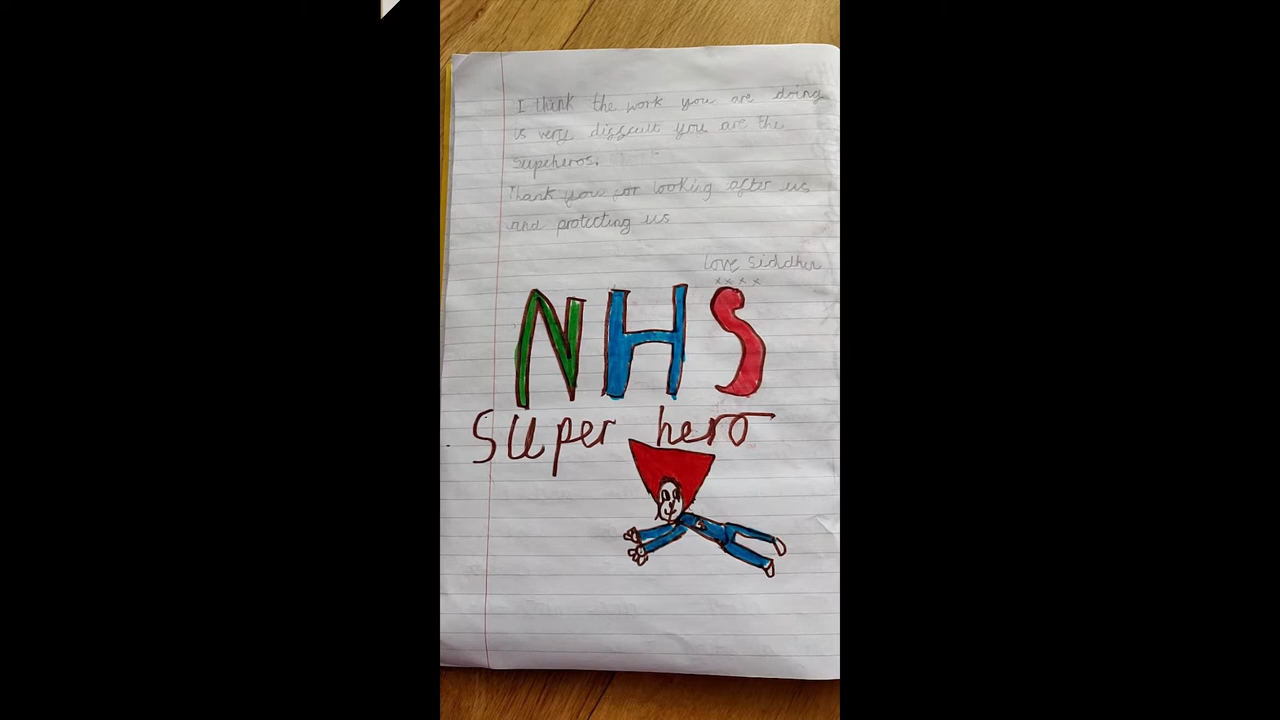 I think the work you are doing
is very difficult you are the
supeheros.
Thank you for looking after us
and protecting us
love Siddhu
x x x x
NHS
Super hero